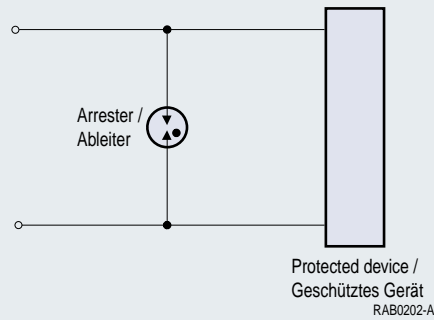 Arrester /
Ableiter
Protected device /
Geschütztes Gerät
RAB0202-A